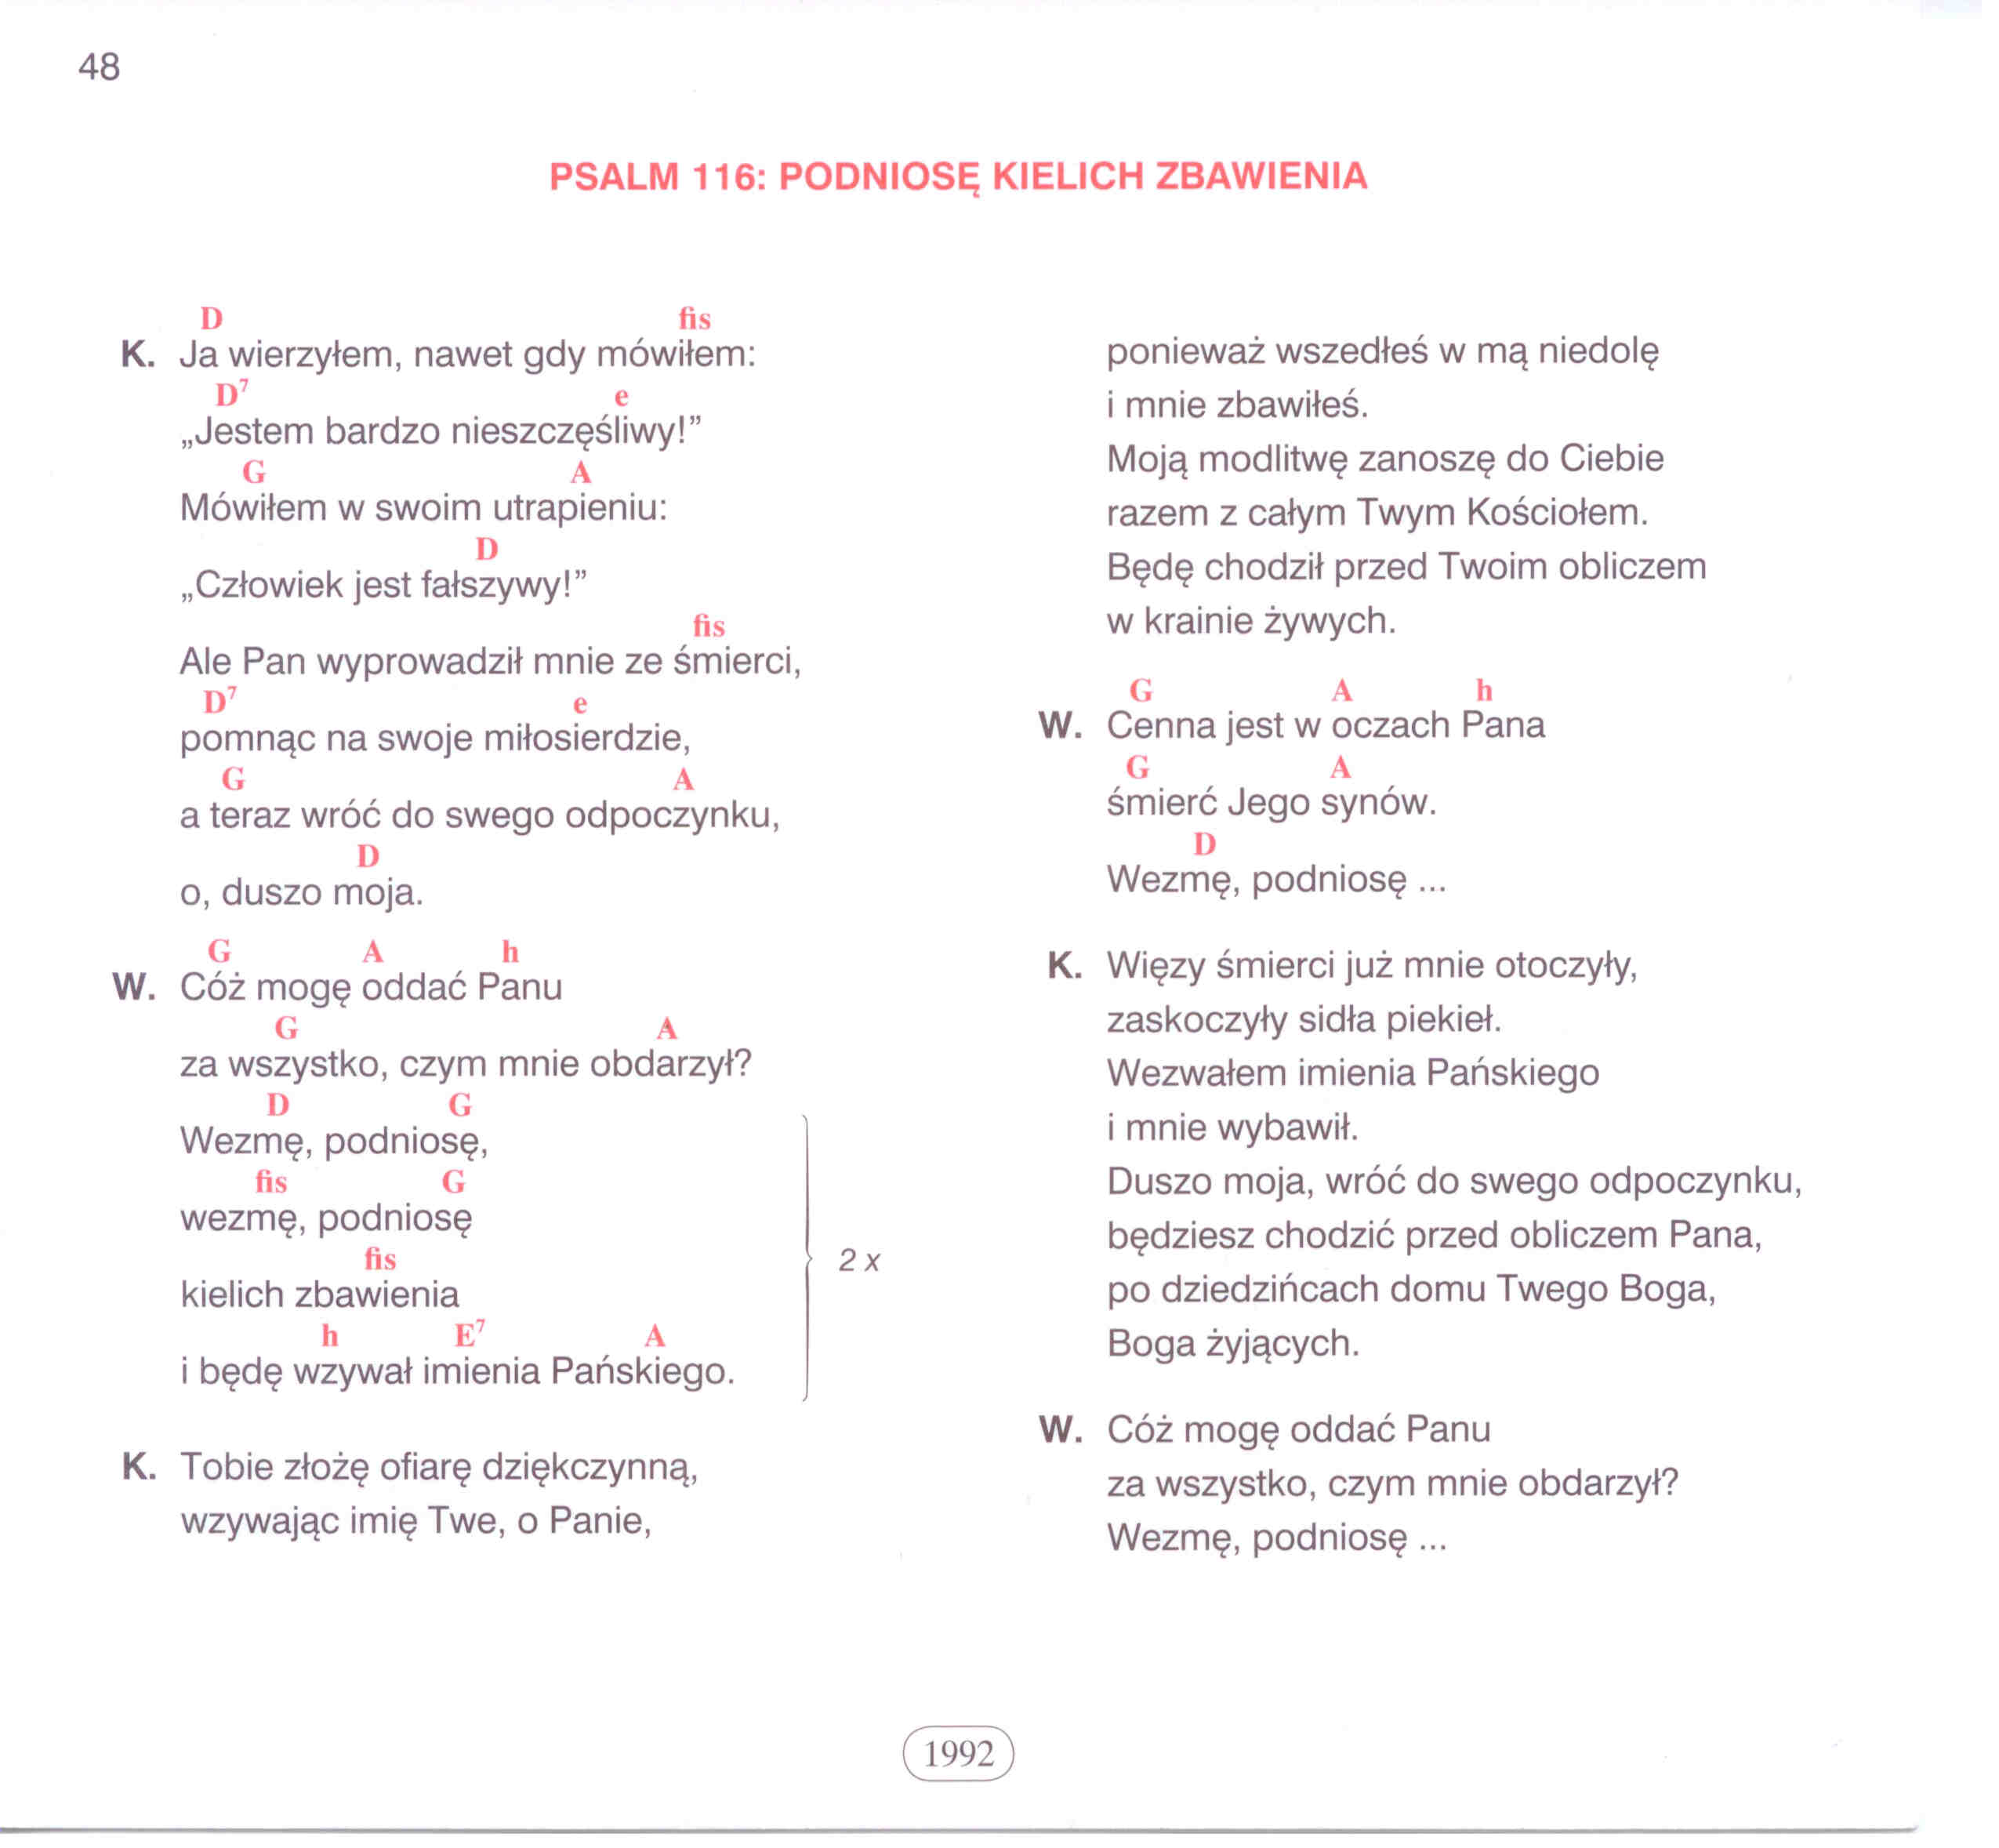 48
PSALM 116: PODNIOSĘ KIELICH ZBAWIENIA
D fis
K. Ja wierzyłem, nawet gdy mówiłem:
D7 e
„Jestem bardzo nieszczęśliwy!”
G A
Mówiłem w swoim utrapieniu:
D
„Człowiek jest fałszywy!”
fis
Ale Pan wyprowadził mnie ze śmierci,
D7 e
pomnąc na swoje miłosierdzie,
G A
a teraz wróć do swego odpoczynku,
D
o, duszo moja.
G A h
W. Cóż mogę oddać Panu
G A
za wszystko, czym mnie obdarzył?
D G
Wezmę, podniosę,
fis G
wezmę, podniosę
fis
kielich zbawienia
h E7 A
i będę wzywał imienia Pańskiego.
2 x
K. Tobie złożę ofiarę dziękczynną,
wzywając imię Twe, o Panie,
ponieważ wszedłeś w mą niedolę
i mnie zbawiłeś.
Moją modlitwę zanoszę do Ciebie
razem z całym Twym Kościołem.
Będę chodził przed Twoim obliczem
w krainie żywych.
G A h
W. Cenna jest w oczach Pana
G A
śmierć Jego synów.
D
Wezmę, podniosę ...
K. Więzy śmierci już mnie otoczyły,
zaskoczyły sidła piekieł.
Wezwałem imienia Pańskiego
i mnie wybawił.
Duszo moja, wróć do swego odpoczynku,
będziesz chodzić przed obliczem Pana,
po dziedzińcach domu Twego Boga,
Boga żyjących.
W. Cóż mogę oddać Panu
za wszystko, czym mnie obdarzył?
Wezmę, podniosę ...
1992